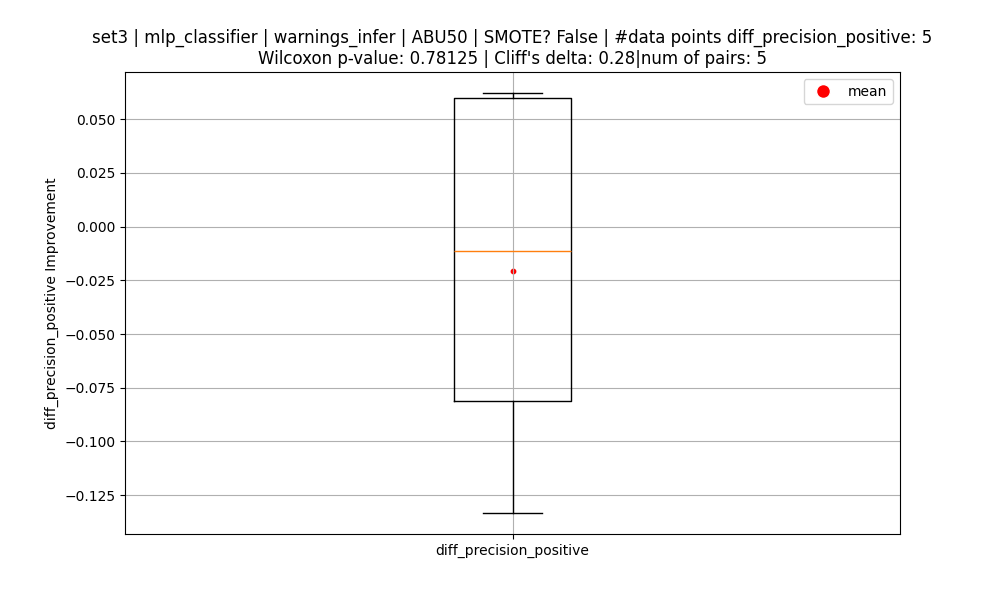 set3 | mlp_classifier | warnings_infer | ABU50 | SMOTE? False | #data points diff_precision_positive: 5
Wilcoxon p-value: 0.78125 | Cliff's delta: 0.28|num of pairs: 5
mean
0.050
0.025
0.000
−0.025
−0.050
−0.075
−0.100
−0.125
diff_precision_positive Improvement
diff_precision_positive